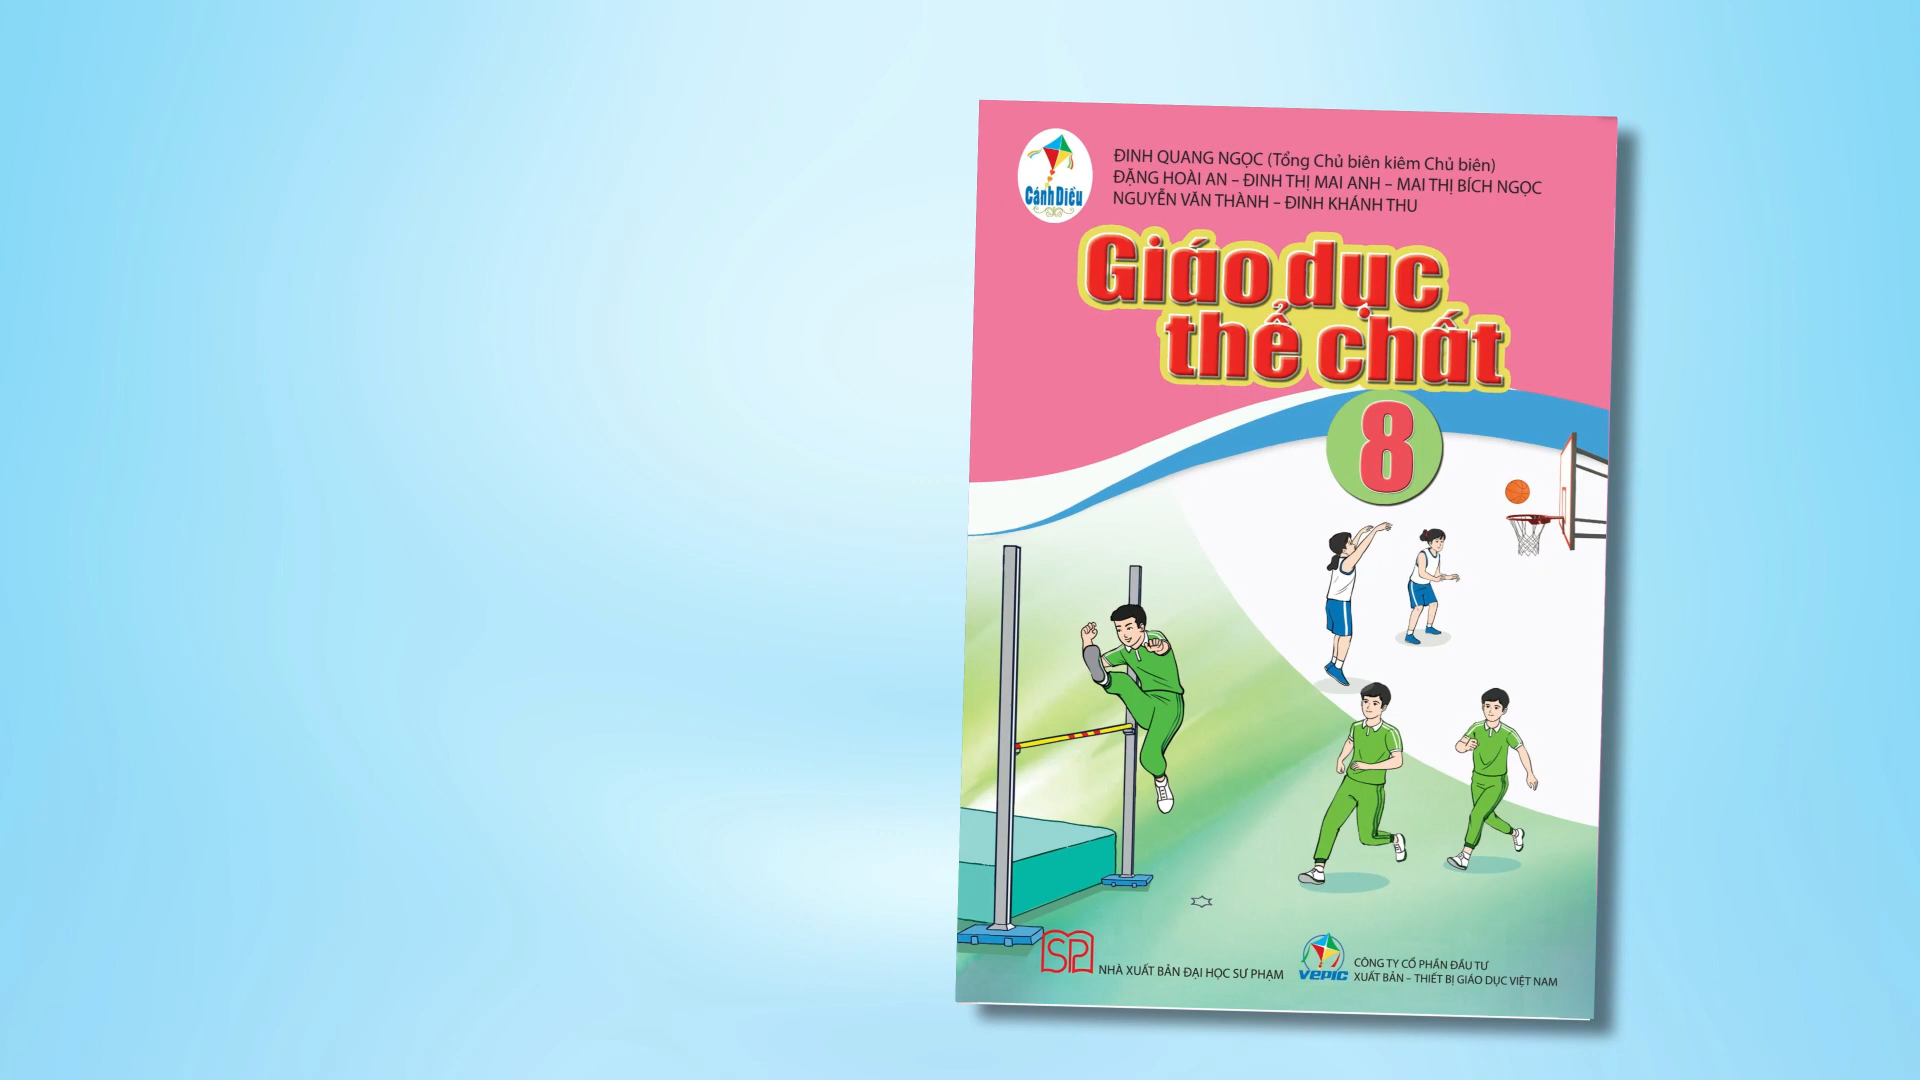 Cánh Diều
ĐINH QUANG NGỌC (Tổng Chủ biên kiêm Chủ biên)
ĐẶNG HOÀI AN – ĐINH THỊ MAI ANH – MAI THỊ BÍCH NGỌC
NGUYỄN VĂN THÀNH – ĐINH KHÁNH THU
Giáo dục
thể chất
8
SP
NHÀ XUẤT BẢN ĐẠI HỌC SƯ PHẠM
VEPIC
CÔNG TY CỔ PHẦN ĐẦU TƯ
XUẤT BẢN – THIẾT BỊ GIÁO DỤC VIỆT NAM